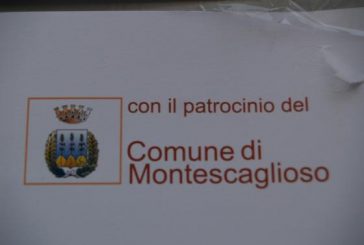 con il patrocinio del
Comune di
Montescaglioso